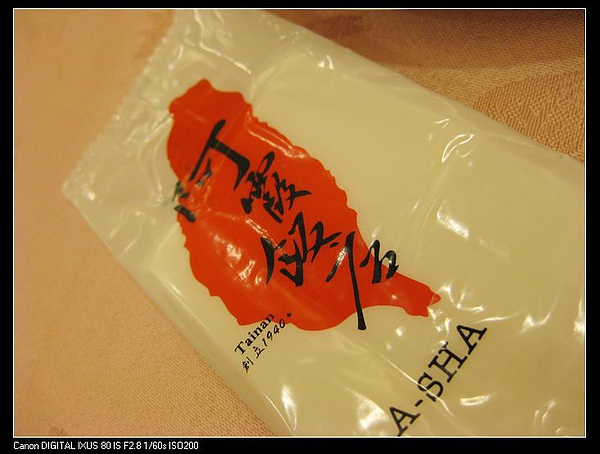 阿霞飯店
Tainan
創立1940。
A-SHA
Canon DIGITAL IXUS 80 IS F2.8 1/60s ISO200